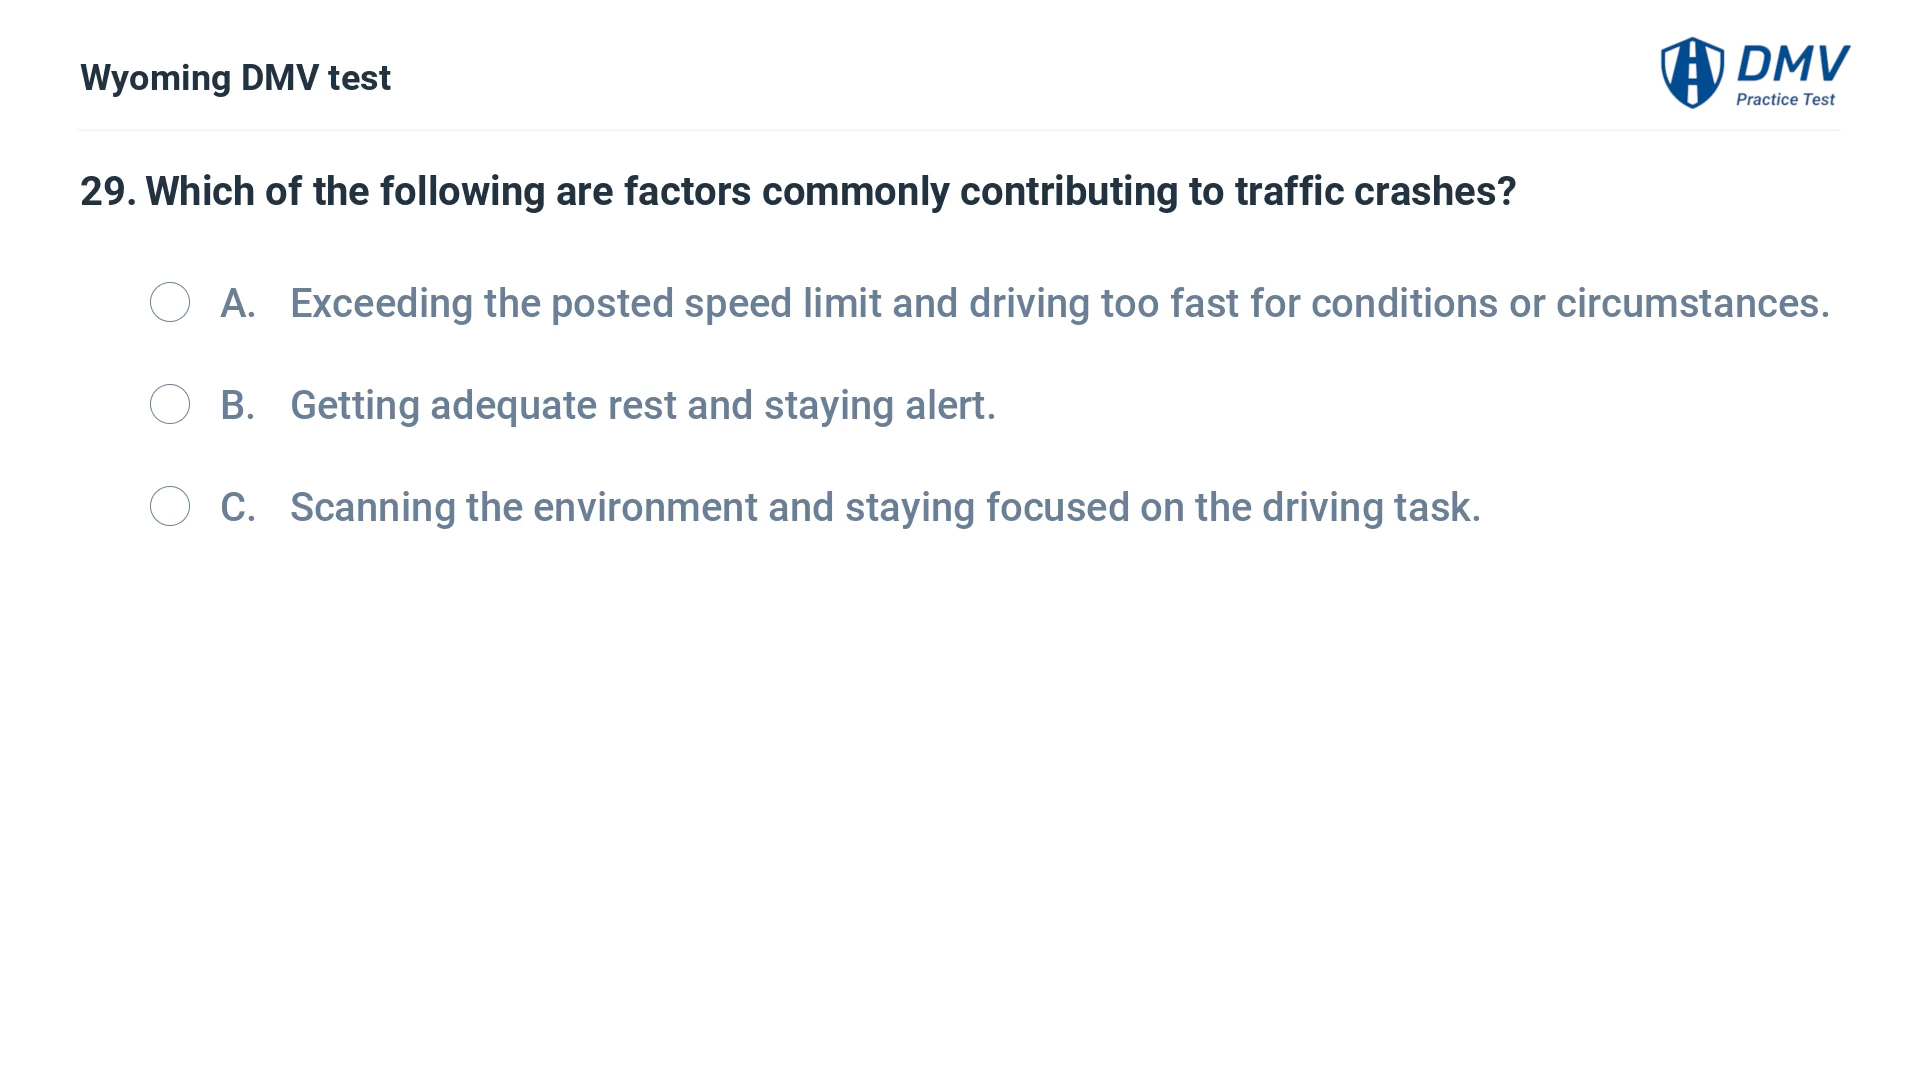 Wyoming DMV test
DMV
Practice Test
29. Which of the following are factors commonly contributing to traffic crashes?
A. Exceeding the posted speed limit and driving too fast for conditions or circumstances.
B. Getting adequate rest and staying alert.
C. Scanning the environment and staying focused on the driving task.